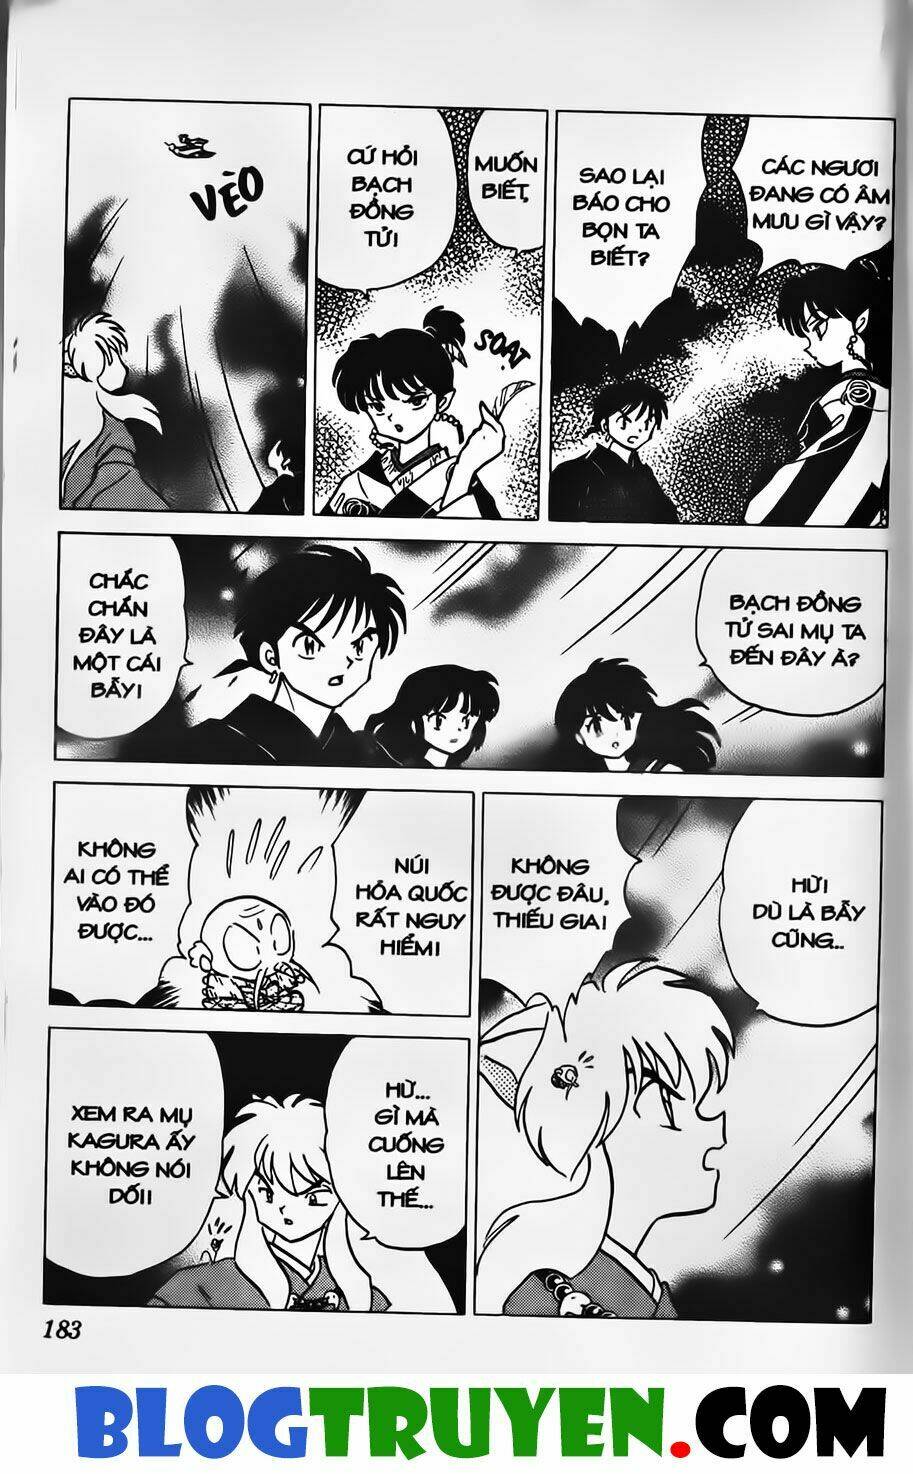 CÁC NGƯƠI
ĐANG CÓ ÂM
MƯU GÌ VẬY?
SAO LẠI
BÁO CHO
BỌN TA
BIẾT?
MUỐN
BIẾT,
CỨ HỎI
BẠCH
ĐỒNG
TỬ!
SOẠT
VÈO
BẠCH ĐỒNG
TỬ SAI MỤ TA
ĐẾN ĐÂY À?
CHẮC
CHẮN
ĐÂY LÀ
MỘT CÁI
BẪY!
HỪ!
DÙ LÀ BẪY
CŨNG...
KHÔNG
ĐƯỢC ĐÂU,
THIẾU GIA!
NÚI
HỎA QUỐC
RẤT NGUY
HIỂM!
KHÔNG
AI CÓ THỂ
VÀO ĐÓ
ĐƯỢC...
HỪ...
GÌ MÀ
CUỐNG
LÊN
THẾ...
XEM RA MỤ
KAGURA ẤY
KHÔNG NÓI
DỐI!
183
BLOGTRUYEN.COM